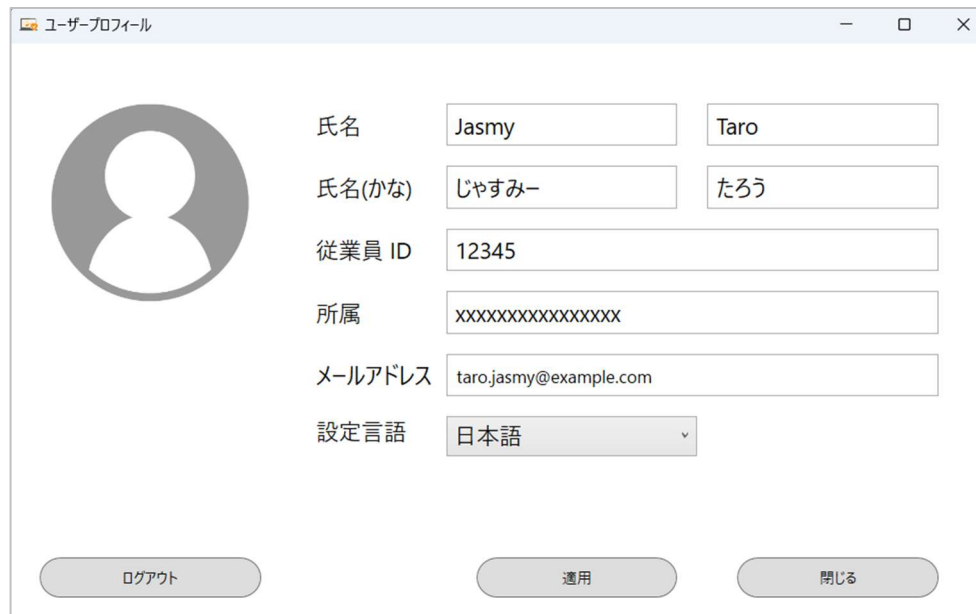 ユーザープロフィール
氏名 Jasmy Taro
氏名(かな) じゃすみー たろう
従業員 ID 12345
所属 xxxxxxxxxxxxxxxx
メールアドレス taro.jasmy@example.com
設定言語 日本語
ログアウト 適用 閉じる